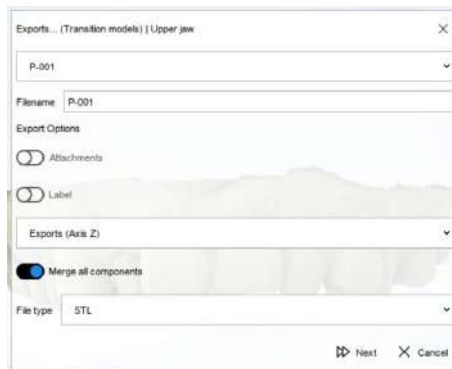 Exports... (Transition models) | Upper jaw
P-001
Filename P-001
Export Options
Attachments
Label
Exports (Axis Z)
Merge all components
File type STL
Next Cancel